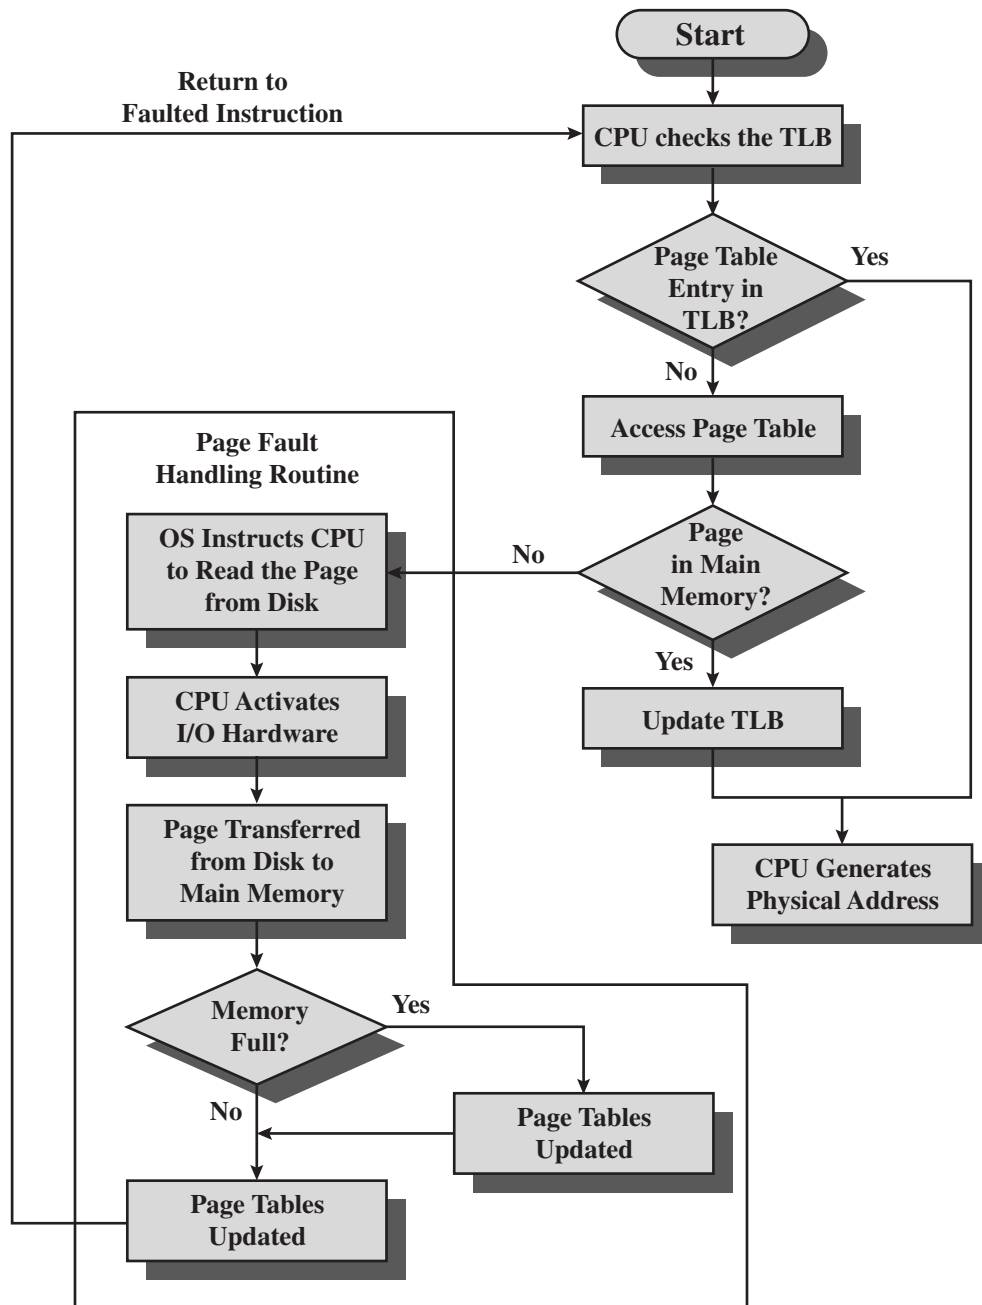 Start
Return to
Faulted Instruction
CPU checks the TLB
Page Table
Entry in
TLB?
Yes
No
Access Page Table
Page Fault
Handling Routine
OS Instructs CPU
to Read the Page
from Disk
No
Page
in Main
Memory?
Yes
CPU Activates
I/O Hardware
Update TLB
Page Transferred
from Disk to
Main Memory
CPU Generates
Physical Address
Memory
Full?
Yes
No
Page Tables
Updated
Page Tables
Updated